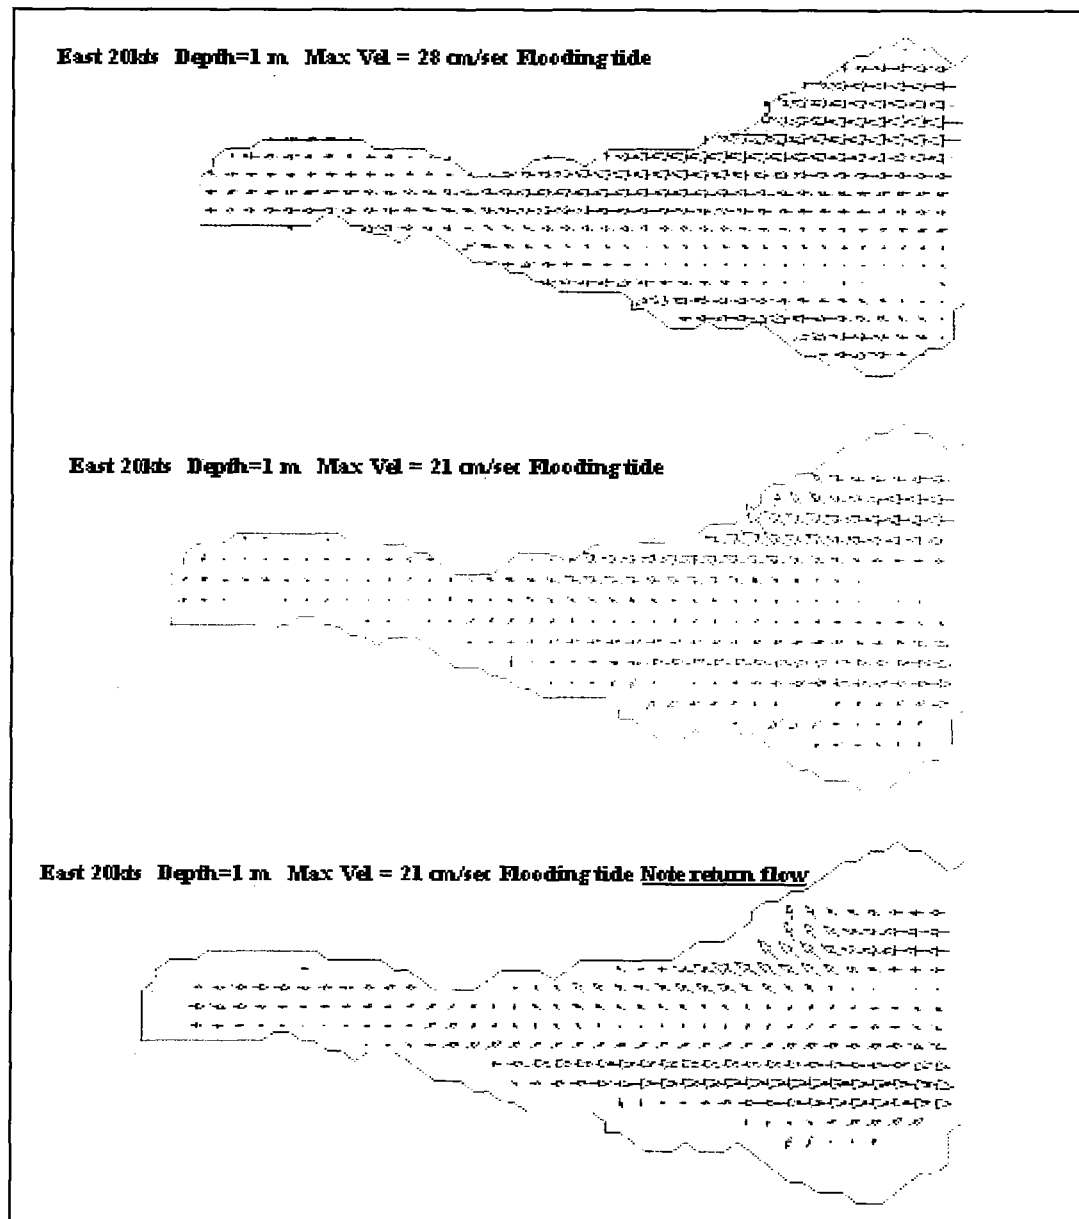 East 20kts Depth=1 m Max Vel = 28 cm/sec Flooding tide
East 20kts Depth=1 m Max Vel = 21 cm/sec Flooding tide
East 20kts Depth=1 m Max Vel = 21 cm/sec Flooding tide Note return flow